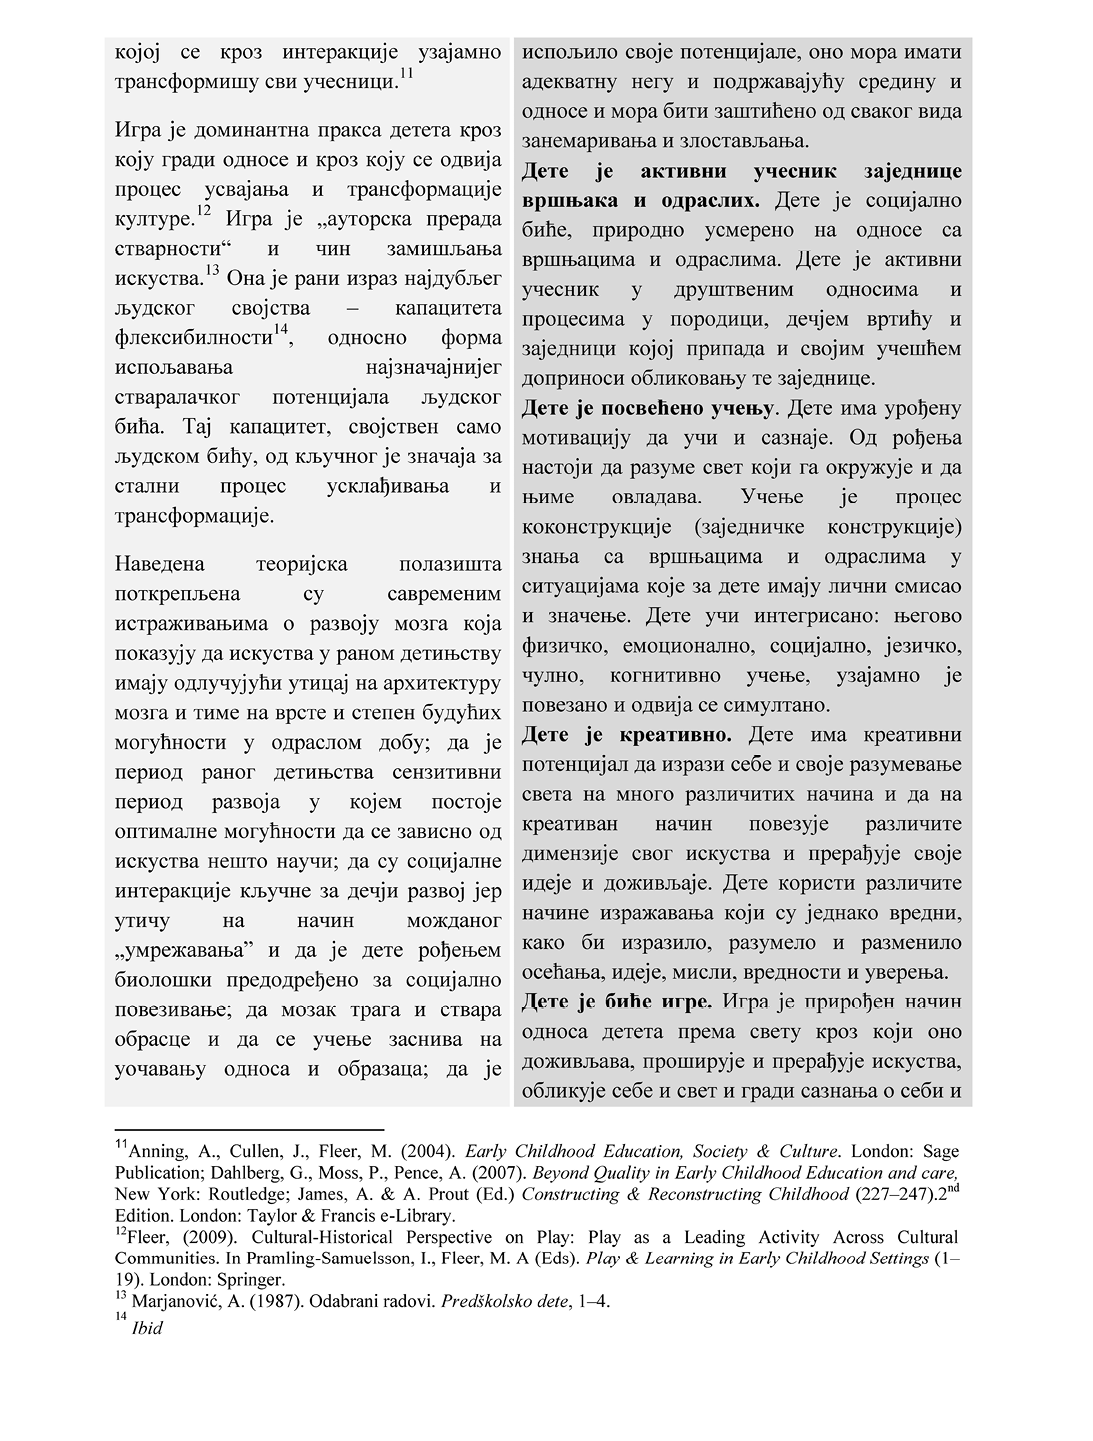 којој се кроз интеракције узајамно
трансформишу сви учесници.11
Игра је доминантна пракса детета кроз
коју гради односе и кроз коју се одвија
процес усвајања и трансформације
културе.12 Игра је „ауторска прерада
стварности“ и чин замишљања
искуства.13 Она је рани израз најдубљег
људског својства – капацитета
флексибилности14, односно форма
испољавања најзначајнијег
стваралачког потенцијала људског
бића. Тај капацитет, својствен само
људском бићу, од кључног је значаја за
стални процес усклађивања и
трансформације.
Наведена теоријска полазишта
поткрепљена су савременим
истраживањима о развоју мозга која
показују да искуства у раном детињству
имају одлучујући утицај на архитектуру
мозга и тиме на врсте и степен будућих
могућности у одраслом добу; да је
период раног детињства сензитивни
период развоја у којем постоје
оптималне могућности да се зависно од
искуства нешто научи; да су социјалне
интеракције кључне за дечји развој јер
утичу на начин можданог
„умрежавања” и да је дете рођењем
биолошки предодређено за социјално
повезивање; да мозак трага и ствара
обрасце и да се учење заснива на
уочавању односа и образаца; да је
испољило своје потенцијале, оно мора имати
адекватну негу и подржавајућу средину и
односе и мора бити заштићено од сваког вида
занемаривања и злостављања.
Дете је активни учесник заједнице
вршњака и одраслих. Дете је социјално
биће, природно усмерено на односе са
вршњацима и одраслима. Дете је активни
учесник у друштвеним односима и
процесима у породици, дечјем вртићу и
заједници којој припада и својим учешћем
доприноси обликовању те заједнице.
Дете је посвећено учењу. Дете има урођену
мотивацију да учи и сазнаје. Од рођења
настоји да разуме свет који га окружује и да
њиме овладава. Учење је процес
коконструкције (заједничке конструкције)
знања са вршњацима и одраслима у
ситуацијама које за дете имају лични смисао
и значење. Дете учи интегрисано: његово
физичко, емоционално, социјално, језичко,
чулно, когнитивно учење, узајамно је
повезано и одвија се симултано.
Дете је креативно. Дете има креативни
потенцијал да изрази себе и своје разумевање
света на много различитих начина и да на
креативан начин повезује различите
димензије свог искуства и прерађује своје
идеје и доживљаје. Дете користи различите
начине изражавања који су једнако вредни,
како би изразило, разумело и разменило
осећања, идеје, мисли, вредности и уверења.
Дете је биће игре. Игра је прирођен начин
односа детета према свету кроз који оно
доживљава, проширује и прерађује искуства,
обликује себе и свет и гради сазнања о себи и
11Anning, A., Cullen, J., Fleer, M. (2004). Early Childhood Education, Society & Culture. London: Sage
Publication; Dahlberg, G., Moss, P., Pence, A. (2007). Beyond Quality in Early Childhood Education and care,
New York: Routledge; James, A. & A. Prout (Ed.) Constructing & Reconstructing Childhood (227–247).2nd
Edition. London: Taylor & Francis e-Library.
12Fleer, (2009). Cultural-Historical Perspective on Play: Play as a Leading Activity Across Cultural
Communities. In Pramling-Samuelsson, I., Fleer, M. A (Eds). Play & Learning in Early Childhood Settings (1–
19). London: Springer.
13 Marjanović, A. (1987). Odabrani radovi. Predškolsko dete, 1–4.
14 Ibid